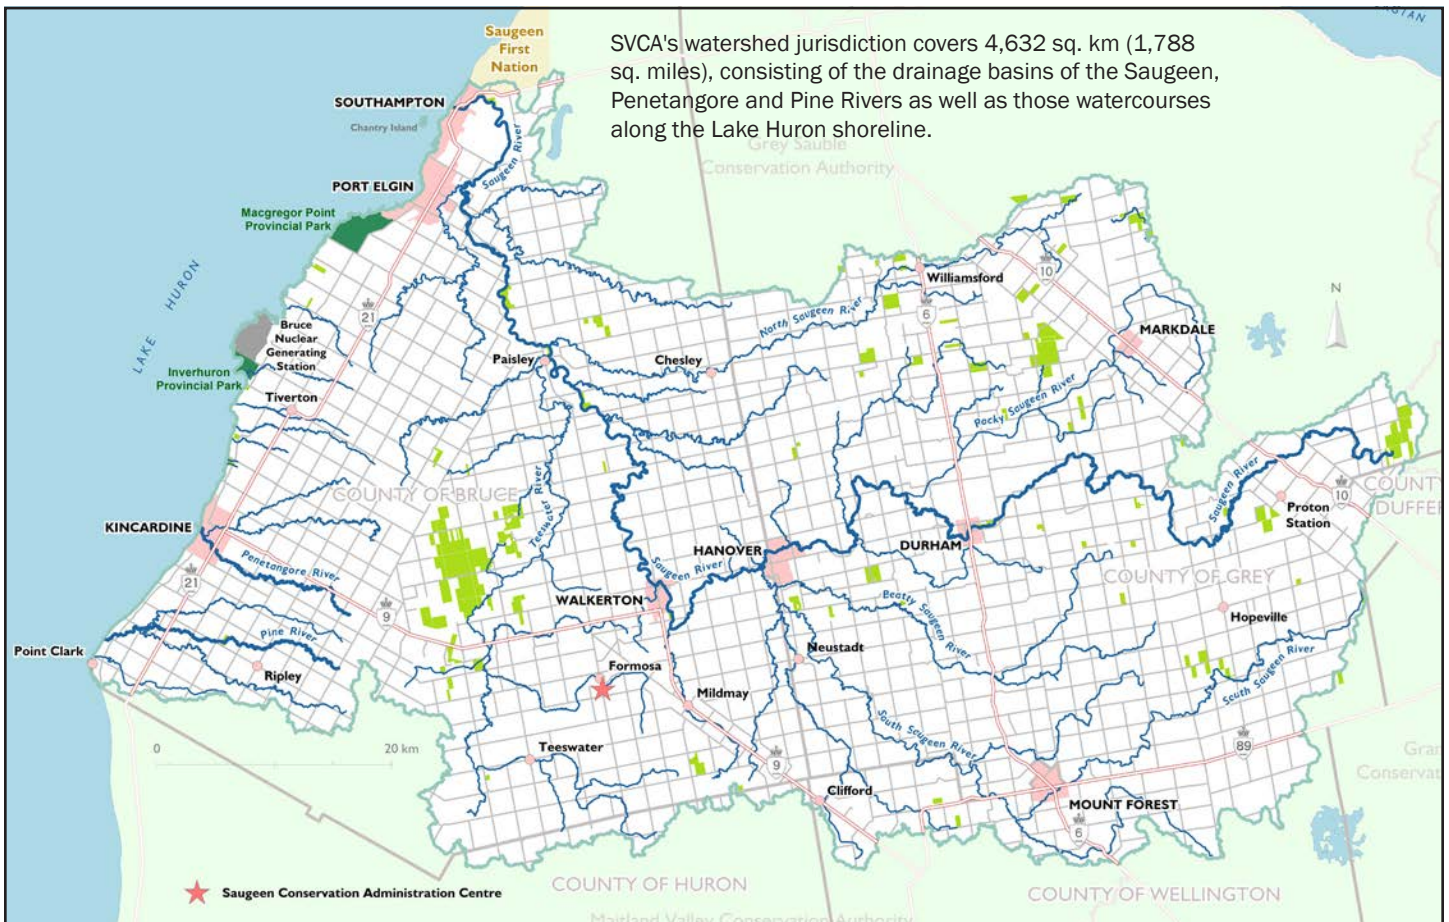 SVCA's watershed jurisdiction covers 4,632 sq. km (1,788
sq. miles), consisting of the drainage basins of the Saugeen,
Penetangore and Pine Rivers as well as those watercourses
along the Lake Huron shoreline.
Saugeen
First
Nation
SOUTHAMPTON
Chantry Island
Saugeen River
Grey Sauble
Conservation Authority
PORT ELGIN
Macgregor Point
Provincial Park
LAKE HURON
21
Bruce
Nuclear
Generating
Station
Inverhuron
Provincial Park
Tiverton
Paisley
Chesley
North Saugeen River
Williamsford
10
6
N
MARKDALE
Rocky Saugeen River
COUNTY OF BRUCE
Teeswater River
Saugeen River
10
COUNTY
DUFFER
Proton
Station
KINCARDINE
Penetangore River
21
9
HANOVER
Saugeen River
DURHAM
WALKERTON
COUNTY OF GREY
Beatty Saugeen River
Hopeville
Point Clark
Pine River
Ripley
Formosa
Neustadt
South Saugeen River
Mildmay
South Saugeen River
0
20 km
Teeswater
9
89
Gran
Conservat
Clifford
MOUNT FOREST
6
Saugeen Conservation Administration Centre
COUNTY OF HURON
COUNTY OF WELLINGTON
Maitland Valley Conservation Authority